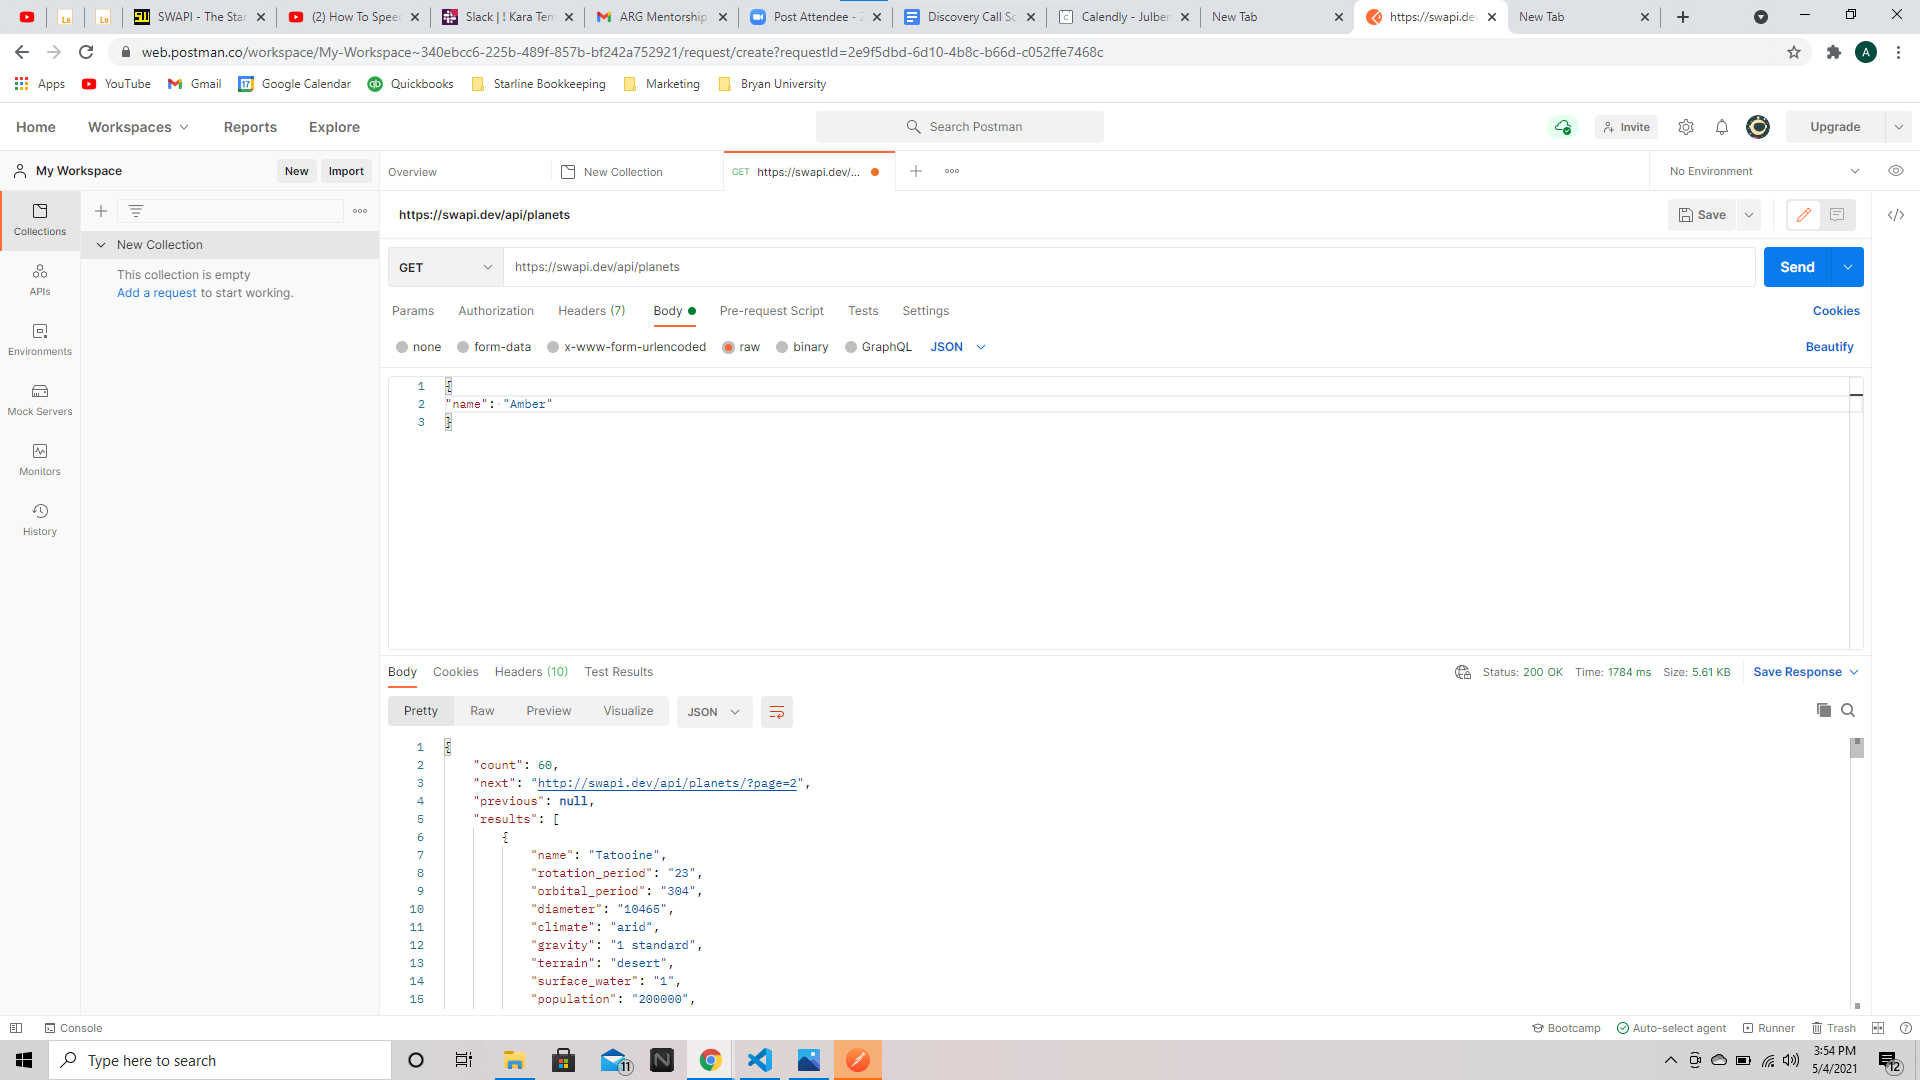 SWAPI - The Star
(2) How To Speed
Slack | ! Kara Tem
ARG Mentorship
Post Attendee - Z
Discovery Call Sc
Calendly - Julber
New Tab
https://swapi.dev
New Tab
web.postman.co/workspace/My-Workspace~340ebcc6-225b-489f-857b-bf242a752921/request/create?requestId=2e9f5dbd-6d10-4b8c-b66d-c052ffe7468c
A
Apps
YouTube
Gmail
Google Calendar
Quickbooks
Starline Bookkeeping
Marketing
Bryan University
Home
Workspaces
Reports
Explore
Search Postman
Invite
Upgrade
My Workspace
New
Import
Overview
New Collection
GET https://swapi.dev/...
No Environment
Collections
APIs
Environments
Mock Servers
Monitors
History
New Collection
This collection is empty
Add a request to start working.
https://swapi.dev/api/planets
Save
GET
https://swapi.dev/api/planets
Send
Params
Authorization
Headers (7)
Body
Pre-request Script
Tests
Settings
Cookies
none
form-data
x-www-form-urlencoded
raw
binary
GraphQL
JSON
Beautify
1 {
2 "name": "Amber"
3 }
Body
Cookies
Headers (10)
Test Results
Status: 200 OK
Time: 1784 ms
Size: 5.61 KB
Save Response
Pretty
Raw
Preview
Visualize
JSON
1 {
2 "count": 60,
3 "next": "http://swapi.dev/api/planets/?page=2",
4 "previous": null,
5 "results": [
6 {
7 "name": "Tatooine",
8 "rotation_period": "23",
9 "orbital_period": "304",
10 "diameter": "10465",
11 "climate": "arid",
12 "gravity": "1 standard",
13 "terrain": "desert",
14 "surface_water": "1",
15 "population": "200000",
Console
Bootcamp
Auto-select agent
Runner
Trash
Type here to search
11
3:54 PM
5/4/2021
12